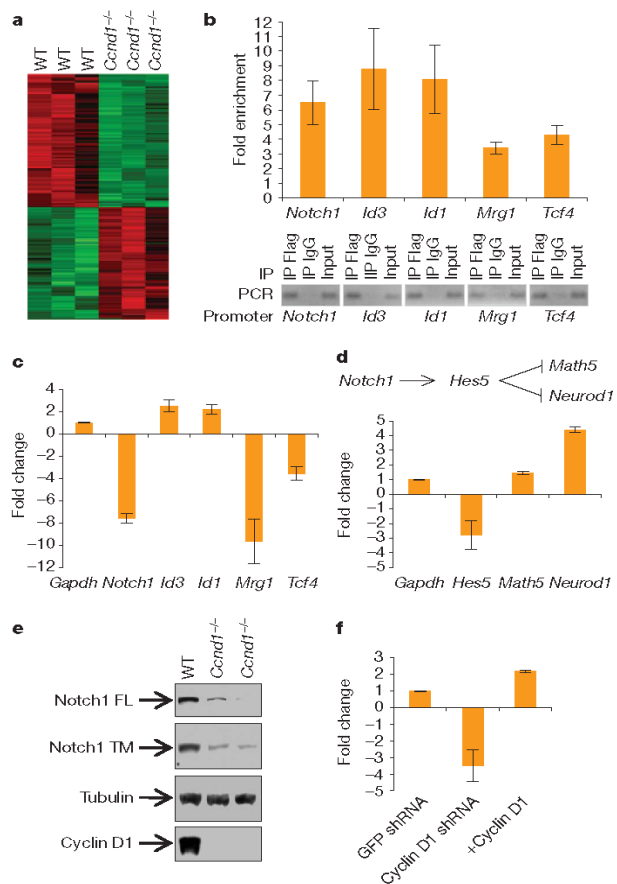 a
WT
WT
WT
Ccnd1–/–
Ccnd1–/–
Ccnd1–/–
b
Fold enrichment
12
11
10
9
8
7
6
5
4
3
2
1
0
Notch1 Id3 Id1 Mrg1 Tcf4
IP
IP Flag
IP IgG
Input
IP Flag
IIP IgG
Input
IP Flag
IP IgG
Input
IP Flag
IP IgG
Input
IP Flag
IP IgG
Input
PCR
Promoter Notch1 Id3 Id1 Mrg1 Tcf4
c
Fold change
4
2
0
–2
–4
–6
–8
–10
–12
Gapdh Notch1 Id3 Id1 Mrg1 Tcf4
d
Math5
Notch1 Hes5
Neurod1
Fold change
5
4
3
2
1
0
–1
–2
–3
–4
–5
Gapdh Hes5 Math5 Neurod1
e
WT
Ccnd1–/–
Ccnd1–/–
Notch1 FL
Notch1 TM
Tubulin
Cyclin D1
f
Fold change
3
2
1
0
–1
–2
–3
–4
–5
GFP shRNA
Cyclin D1 shRNA
+Cyclin D1